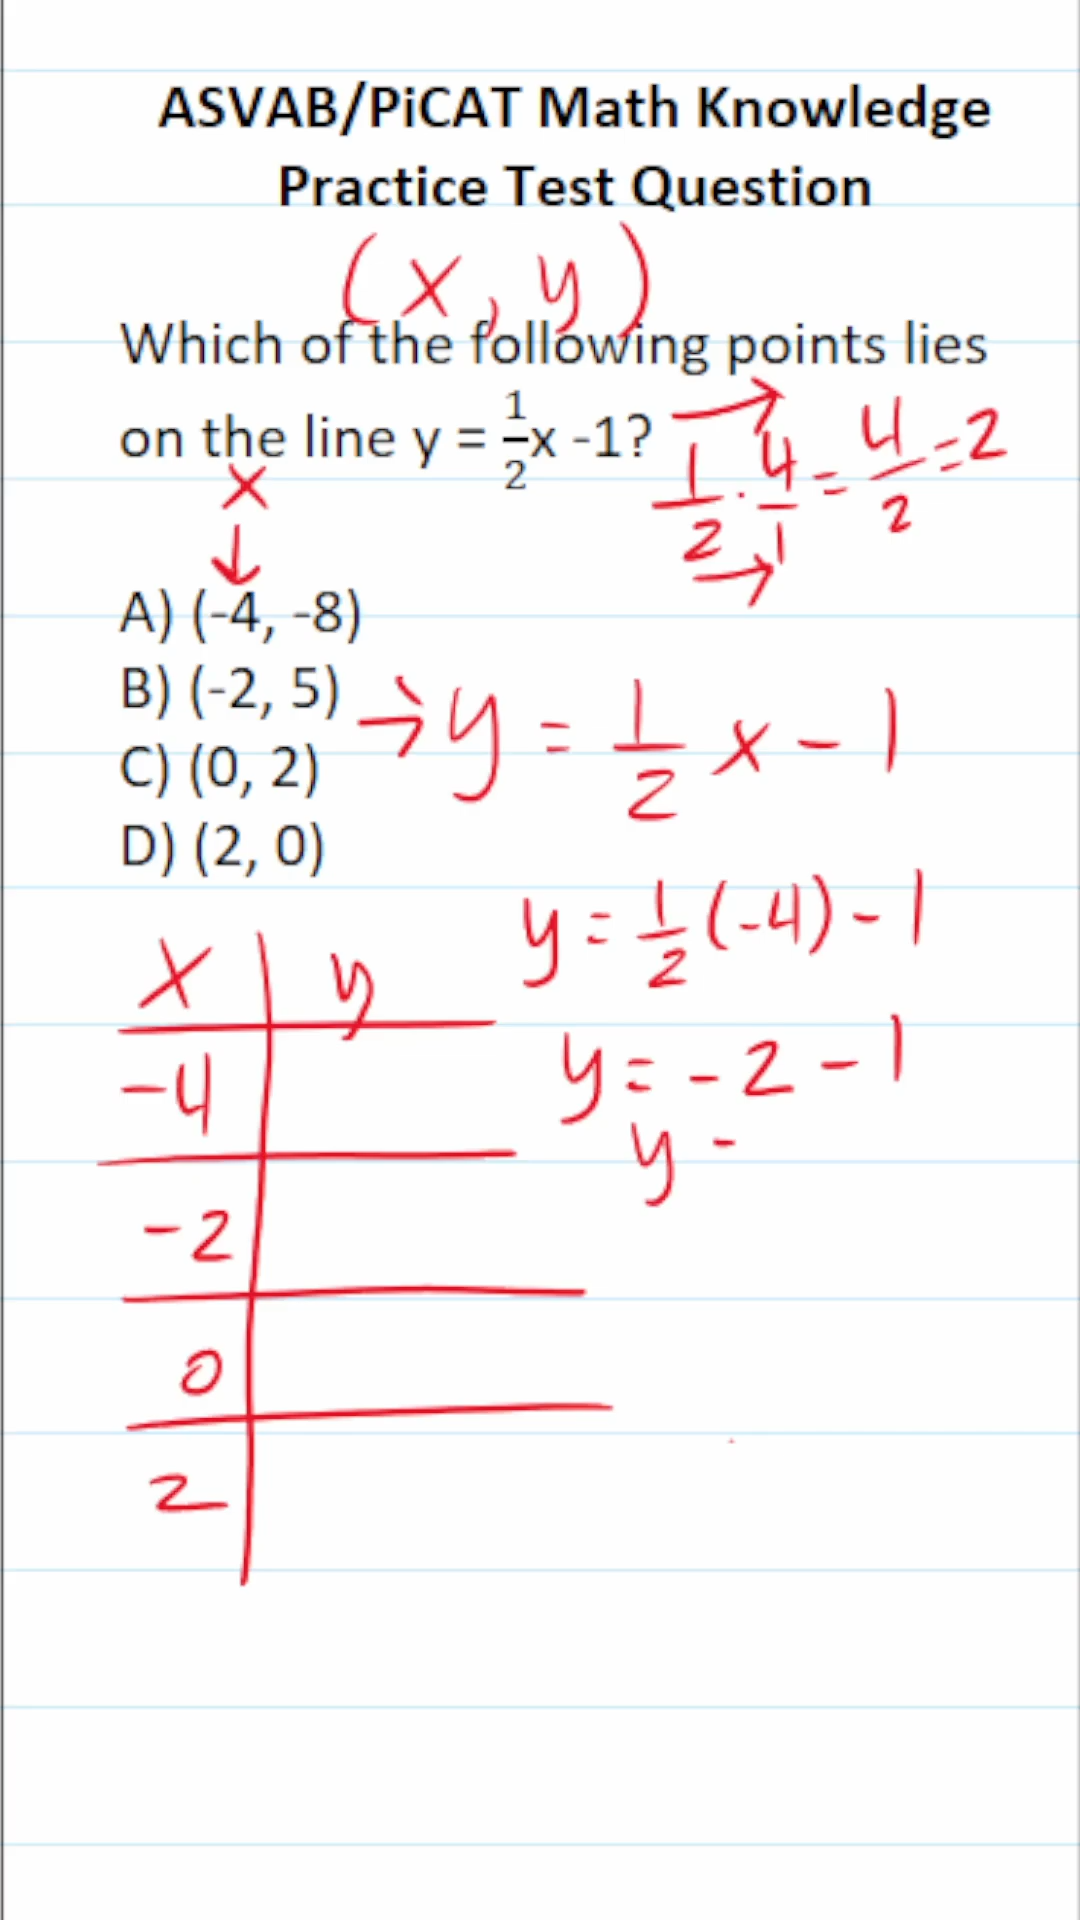 ASVAB/PiCAT Math Knowledge
Practice Test Question
(x, y)
Which of the following points lies
on the line y = 1/2x -1?
1/2 · 4/1 = 4/2 = 2
x
A) (-4, -8)
B) (-2, 5)
C) (0, 2)
D) (2, 0)
→ y = 1/2 x - 1
y = 1/2 (-4) - 1
y = -2 - 1
y -
x | y
-4
-2
0
2